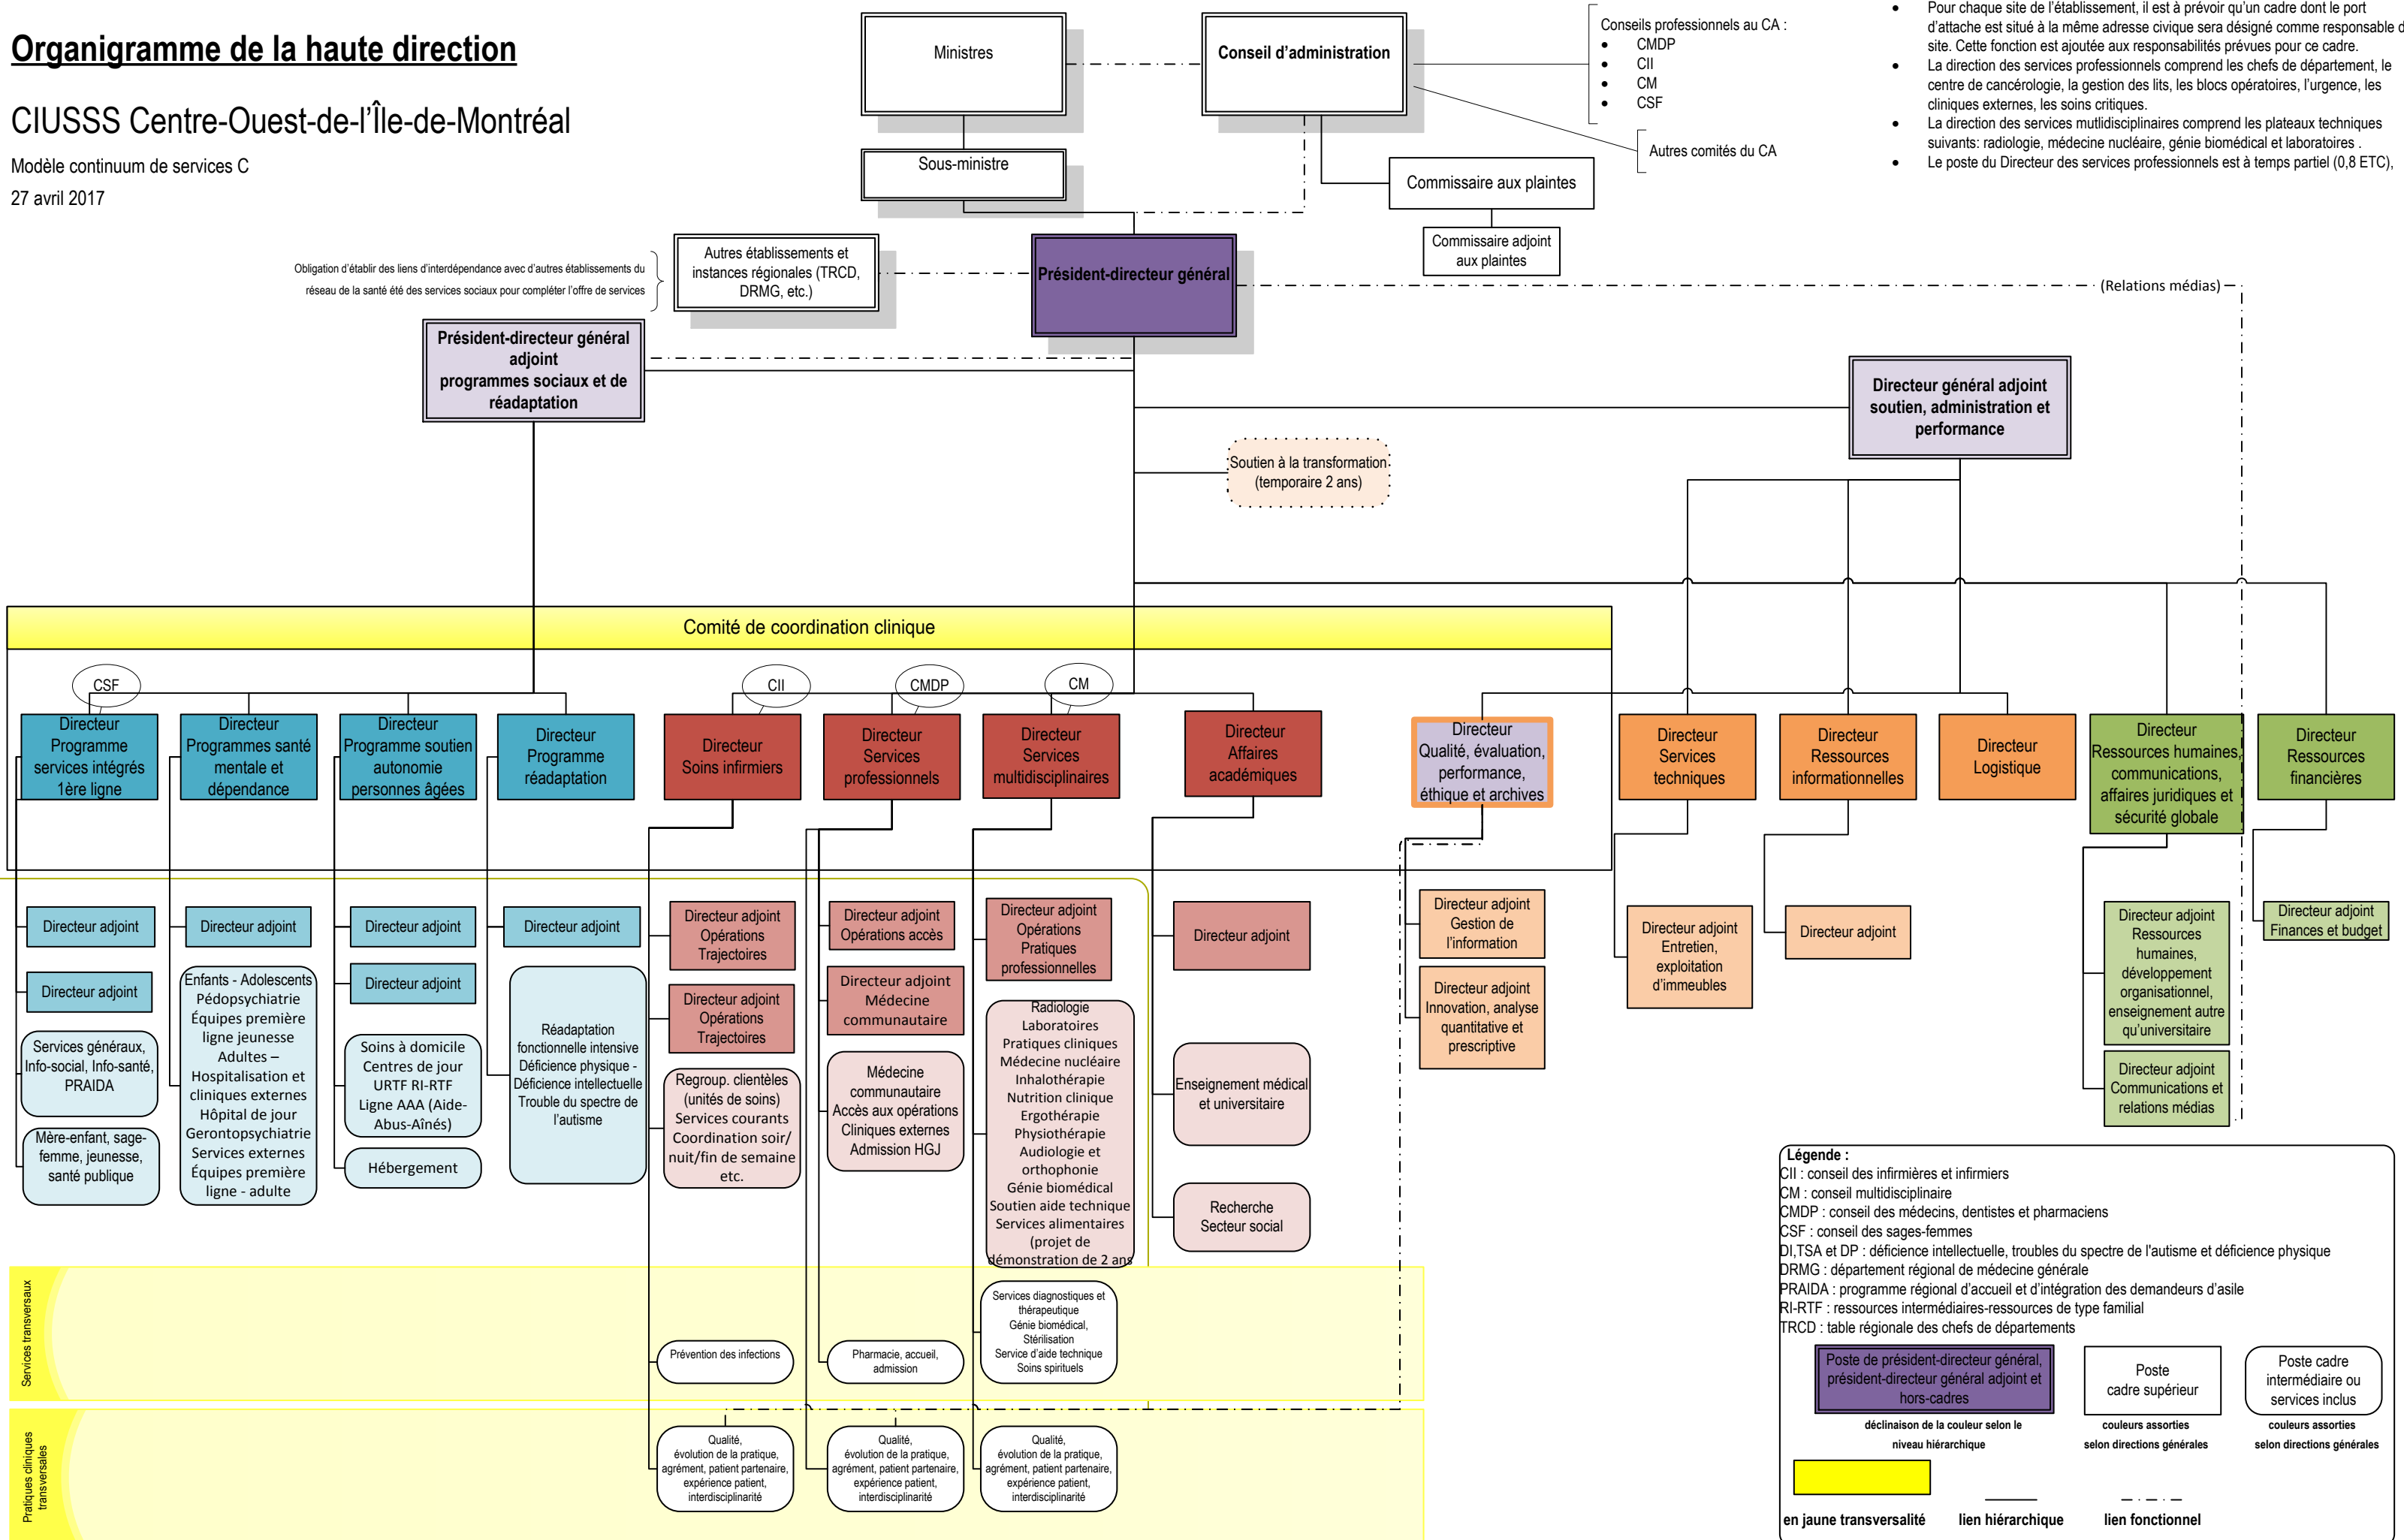 Organigramme de la haute direction
CIUSSS Centre-Ouest-de-l'Île-de-Montréal
Modèle continuum de services C
27 avril 2017
Ministres
Conseil d'administration
Conseils professionnels au CA :
• CMDP
• CII
• CM
• CSF
Autres comités du CA
• Pour chaque site de l'établissement, il est à prévoir qu'un cadre dont le port
d'attache est situé à la même adresse civique sera désigné comme responsable d
site. Cette fonction est ajoutée aux responsabilités prévues pour ce cadre.
• La direction des services professionnels comprend les chefs de département, le
centre de cancérologie, la gestion des lits, les blocs opératoires, l'urgence, les
cliniques externes, les soins critiques.
• La direction des services mutlidisciplinaires comprend les plateaux techniques
suivants: radiologie, médecine nucléaire, génie biomédical et laboratoires .
• Le poste du Directeur des services professionnels est à temps partiel (0,8 ETC),
Sous-ministre
Commissaire aux plaintes
Commissaire adjoint
aux plaintes
Obligation d'établir des liens d'interdépendance avec d'autres établissements du
réseau de la santé été des services sociaux pour compléter l'offre de services
Autres établissements et
instances régionales (TRCD,
DRMG, etc.)
Président-directeur général
(Relations médias)
Président-directeur général
adjoint
programmes sociaux et de
réadaptation
Directeur général adjoint
soutien, administration et
performance
Soutien à la transformation
(temporaire 2 ans)
Comité de coordination clinique
CSF
CII
CMDP
CM
Directeur
Programme
services intégrés
1ère ligne
Directeur
Programmes santé
mentale et
dépendance
Directeur
Programme soutien
autonomie
personnes âgées
Directeur
Programme
réadaptation
Directeur
Soins infirmiers
Directeur
Services
professionnels
Directeur
Services
multidisciplinaires
Directeur
Affaires
académiques
Directeur
Qualité, évaluation,
performance,
éthique et archives
Directeur
Services
techniques
Directeur
Ressources
informationnelles
Directeur
Logistique
Directeur
Ressources humaines,
communications,
affaires juridiques et
sécurité globale
Directeur
Ressources
financières
Directeur adjoint
Directeur adjoint
Services généraux,
Info-social, Info-santé,
PRAIDA
Mère-enfant, sage-
femme, jeunesse,
santé publique
Directeur adjoint
Enfants - Adolescents
Pédopsychiatrie
Équipes première
ligne jeunesse
Adultes –
Hospitalisation et
cliniques externes
Hôpital de jour
Gerontopsychiatrie
Services externes
Équipes première
ligne - adulte
Directeur adjoint
Directeur adjoint
Soins à domicile
Centres de jour
URTF RI-RTF
Ligne AAA (Aide-
Abus-Aînés)
Hébergement
Directeur adjoint
Réadaptation
fonctionnelle intensive
Déficience physique -
Déficience intellectuelle
Trouble du spectre de
l'autisme
Directeur adjoint
Opérations
Trajectoires
Directeur adjoint
Opérations
Trajectoires
Regroup. clientèles
(unités de soins)
Services courants
Coordination soir/
nuit/fin de semaine
etc.
Directeur adjoint
Opérations accès
Directeur adjoint
Médecine
communautaire
Médecine
communautaire
Accès aux opérations
Cliniques externes
Admission HGJ
Directeur adjoint
Opérations
Pratiques
professionnelles
Radiologie
Laboratoires
Pratiques cliniques
Médecine nucléaire
Inhalothérapie
Nutrition clinique
Ergothérapie
Physiothérapie
Audiologie et
orthophonie
Génie biomédical
Soutien aide technique
Services alimentaires
(projet de
démonstration de 2 ans
Directeur adjoint
Enseignement médical
et universitaire
Recherche
Secteur social
Directeur adjoint
Gestion de
l'information
Directeur adjoint
Innovation, analyse
quantitative et
prescriptive
Directeur adjoint
Entretien,
exploitation
d'immeubles
Directeur adjoint
Directeur adjoint
Ressources
humaines,
développement
organisationnel,
enseignement autre
qu'universitaire
Directeur adjoint
Communications et
relations médias
Directeur adjoint
Finances et budget
Services transversaux
Prévention des infections
Pharmacie, accueil,
admission
Services diagnostiques et
thérapeutique
Génie biomédical,
Stérilisation
Service d'aide technique
Soins spirituels
Pratiques cliniques
transversales
Qualité,
évolution de la pratique,
agrément, patient partenaire,
expérience patient,
interdisciplinarité
Qualité,
évolution de la pratique,
agrément, patient partenaire,
expérience patient,
interdisciplinarité
Qualité,
évolution de la pratique,
agrément, patient partenaire,
expérience patient,
interdisciplinarité
Légende :
CII : conseil des infirmières et infirmiers
CM : conseil multidisciplinaire
CMDP : conseil des médecins, dentistes et pharmaciens
CSF : conseil des sages-femmes
DI,TSA et DP : déficience intellectuelle, troubles du spectre de l'autisme et déficience physique
DRMG : département régional de médecine générale
PRAIDA : programme régional d'accueil et d'intégration des demandeurs d'asile
RI-RTF : ressources intermédiaires-ressources de type familial
TRCD : table régionale des chefs de départements
Poste de président-directeur général,
président-directeur général adjoint et
hors-cadres
déclinaison de la couleur selon le
niveau hiérarchique
Poste
cadre supérieur
couleurs assorties
selon directions générales
Poste cadre
intermédiaire ou
services inclus
couleurs assorties
selon directions générales
en jaune transversalité
lien hiérarchique
lien fonctionnel